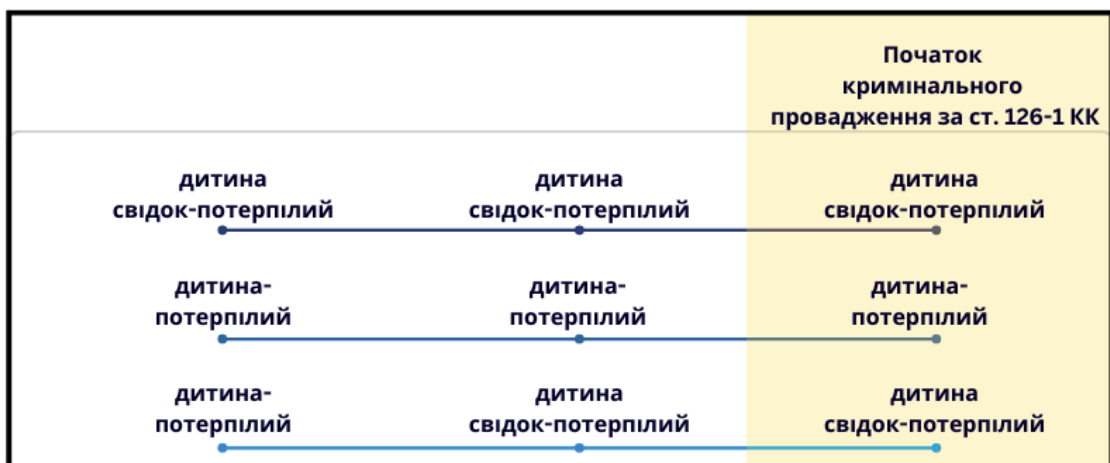 Початок
кримінального
провадження за ст. 126-1 КК
дитина
свідок-потерпілий
дитина
свідок-потерпілий
дитина
свідок-потерпілий
дитина-
потерпілий
дитина-
потерпілий
дитина-
потерпілий
дитина-
потерпілий
дитина
свідок-потерпілий
дитина
свідок-потерпілий